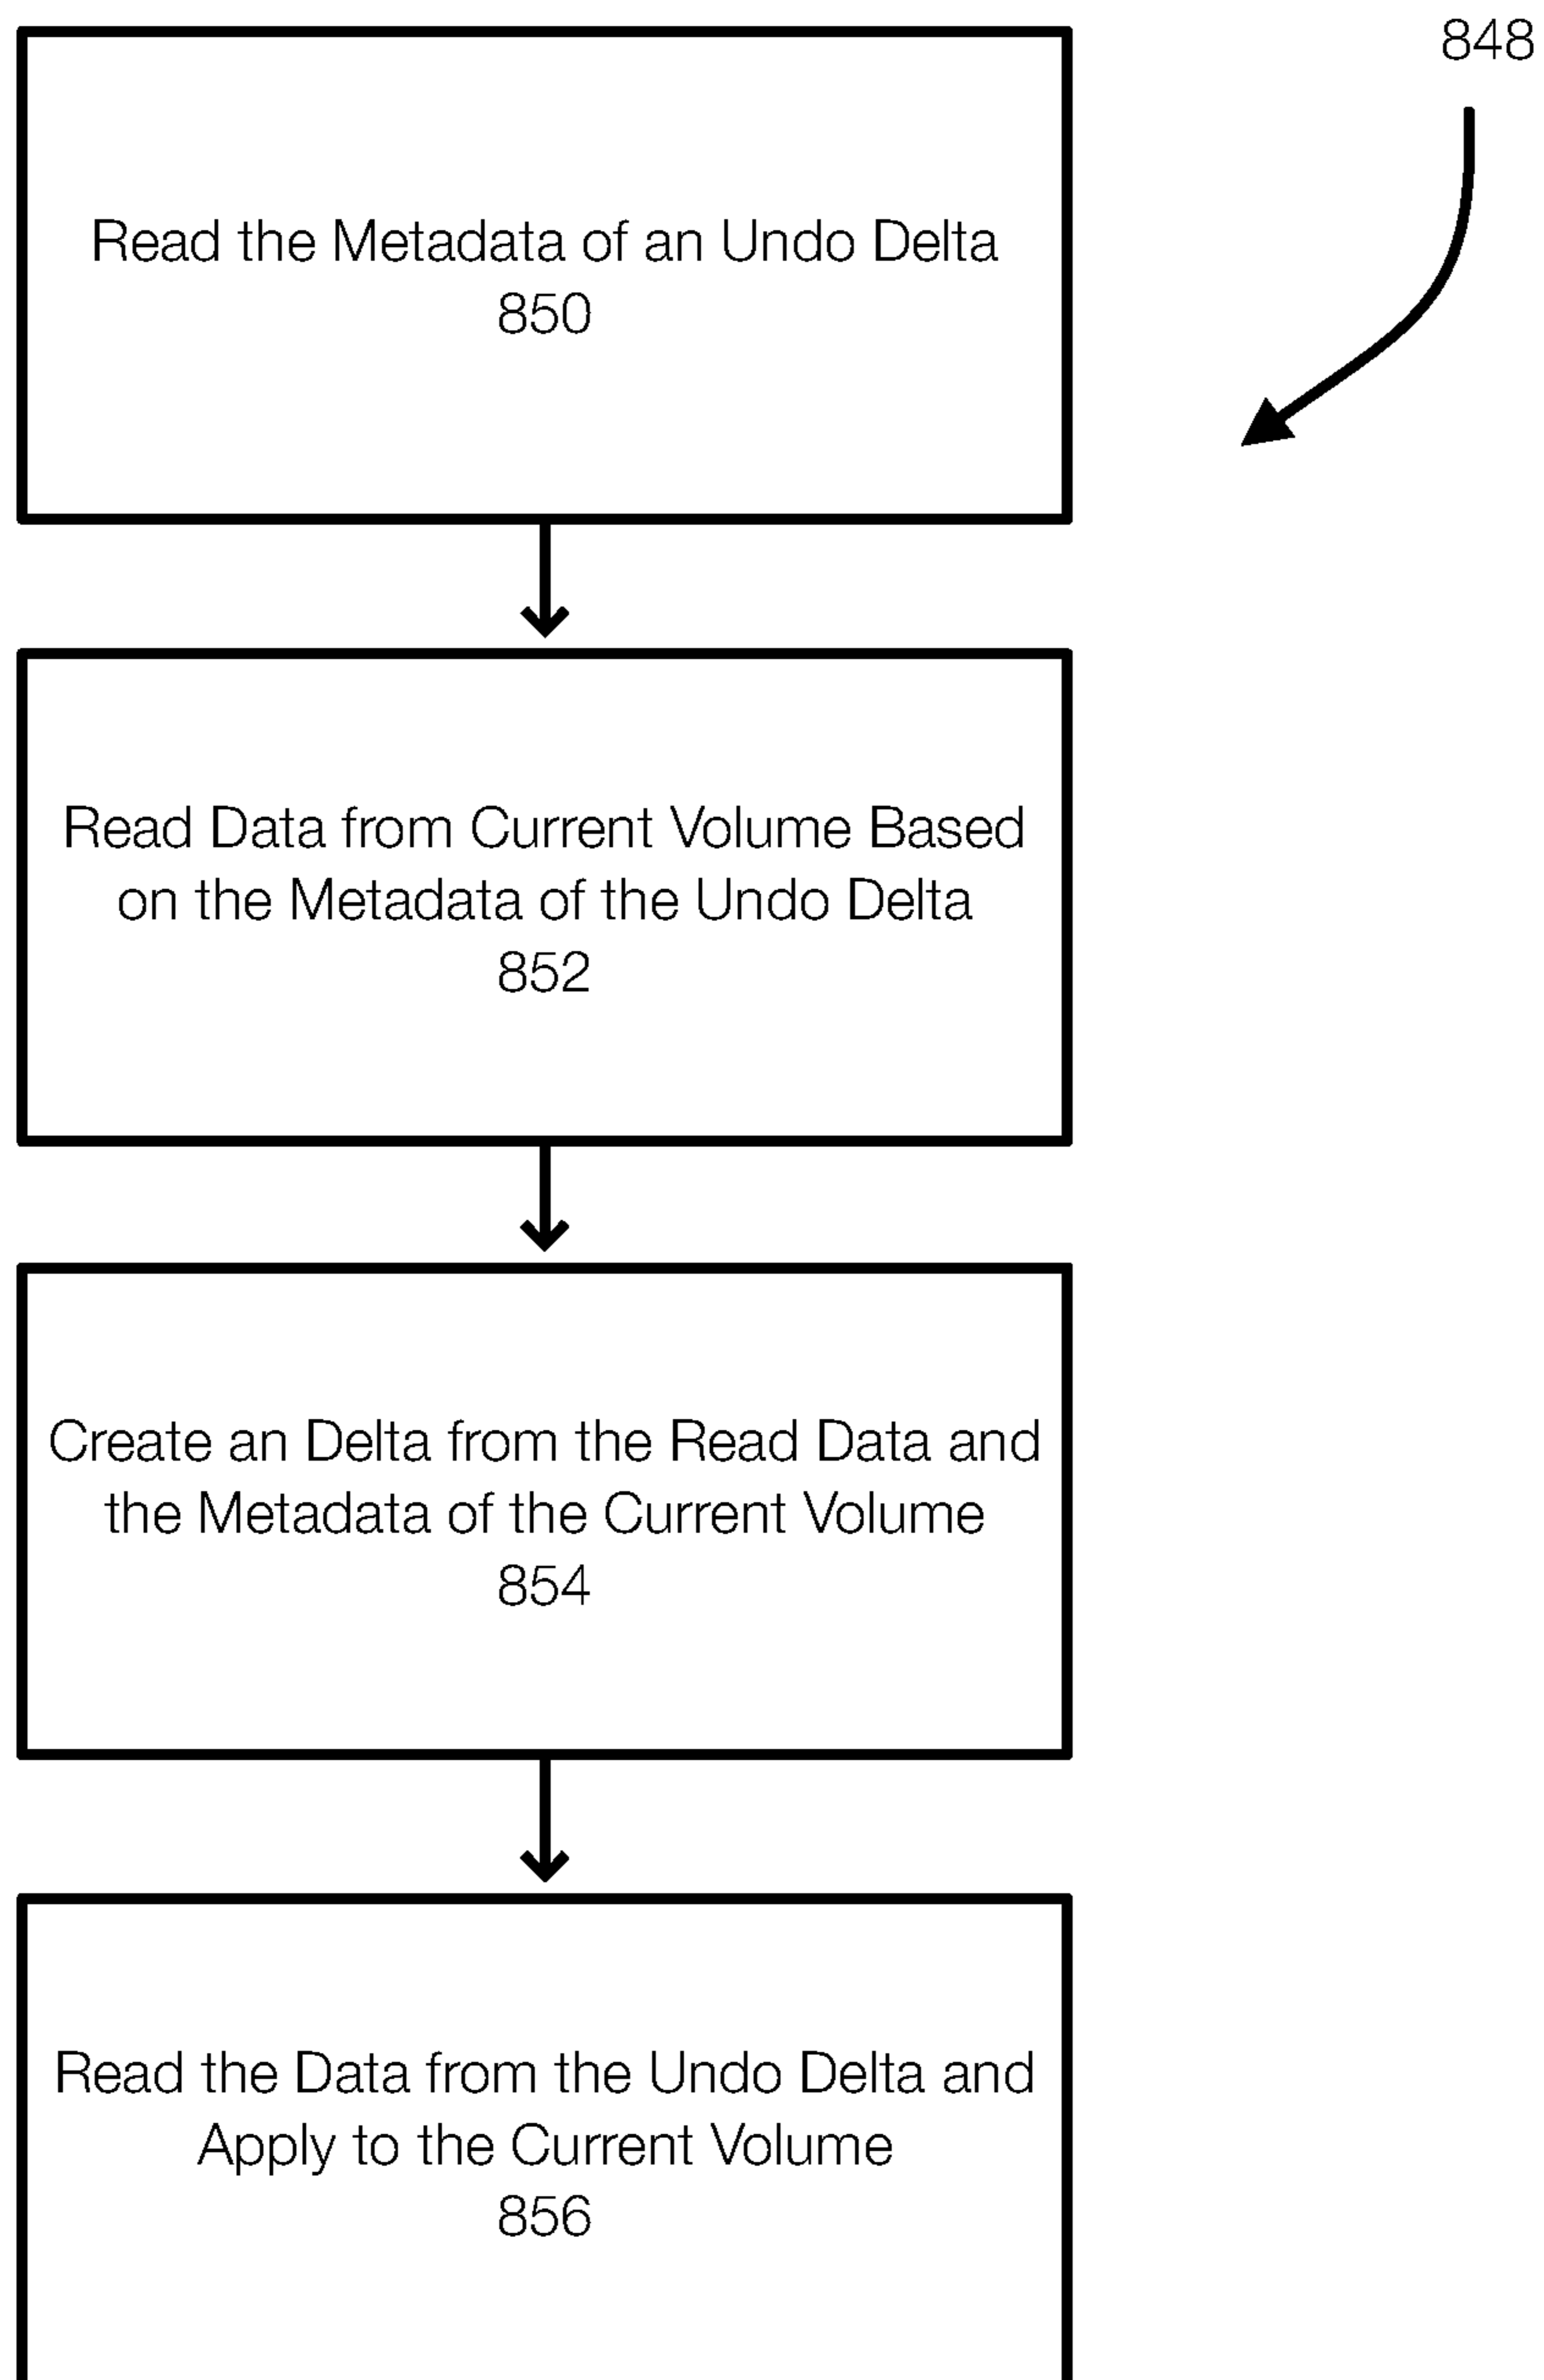 848
Read the Metadata of an Undo Delta
850
Read Data from Current Volume Based
on the Metadata of the Undo Delta
852
Create an Delta from the Read Data and
the Metadata of the Current Volume
854
Read the Data from the Undo Delta and
Apply to the Current Volume
856